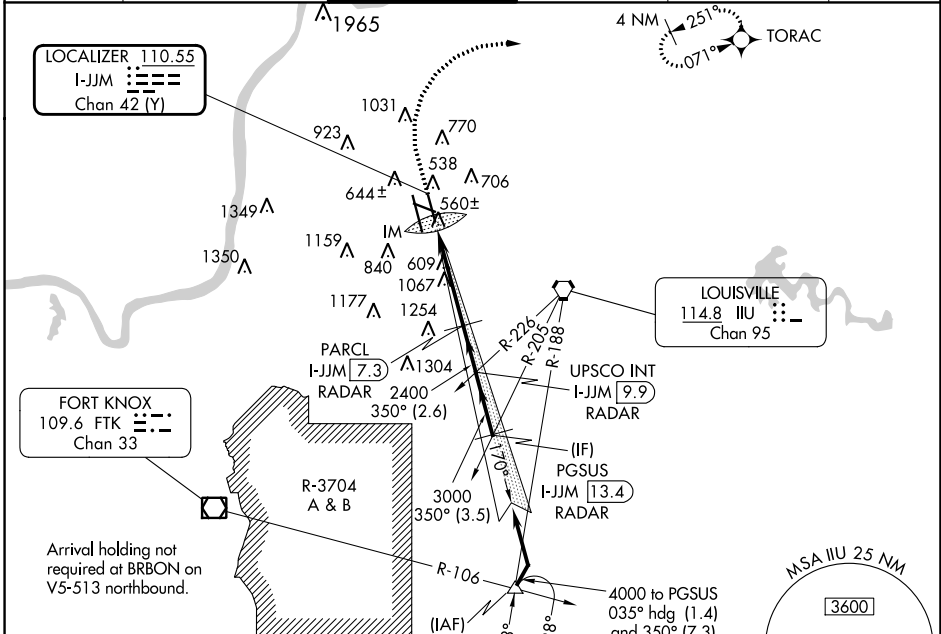 1965
4 NM
251°
071°
TORAC
LOCALIZER 110.55
I-JJM
Chan 42 (Y)
1031
923
770
538
706
644±
560±
1349
IM
1159
840
609
1350
1067
1177
1254
LOUISVILLE
114.8 IIU
Chan 95
R-226
R-205
R-188
PARCL
I-JJM 7.3
RADAR
1304
2400
350° (2.6)
UPSCO INT
I-JJM 9.9
RADAR
FORT KNOX
109.6 FTK
Chan 33
(IF)
PGSUS
I-JJM 13.4
RADAR
170°
R-3704
A & B
3000
350° (3.5)
Arrival holding not
required at BRBON on
V5-513 northbound.
R-106
(IAF)
4000 to PGSUS
035° hdg (1.4)
and 350° (7.3)
MSA IIU 25 NM
3600